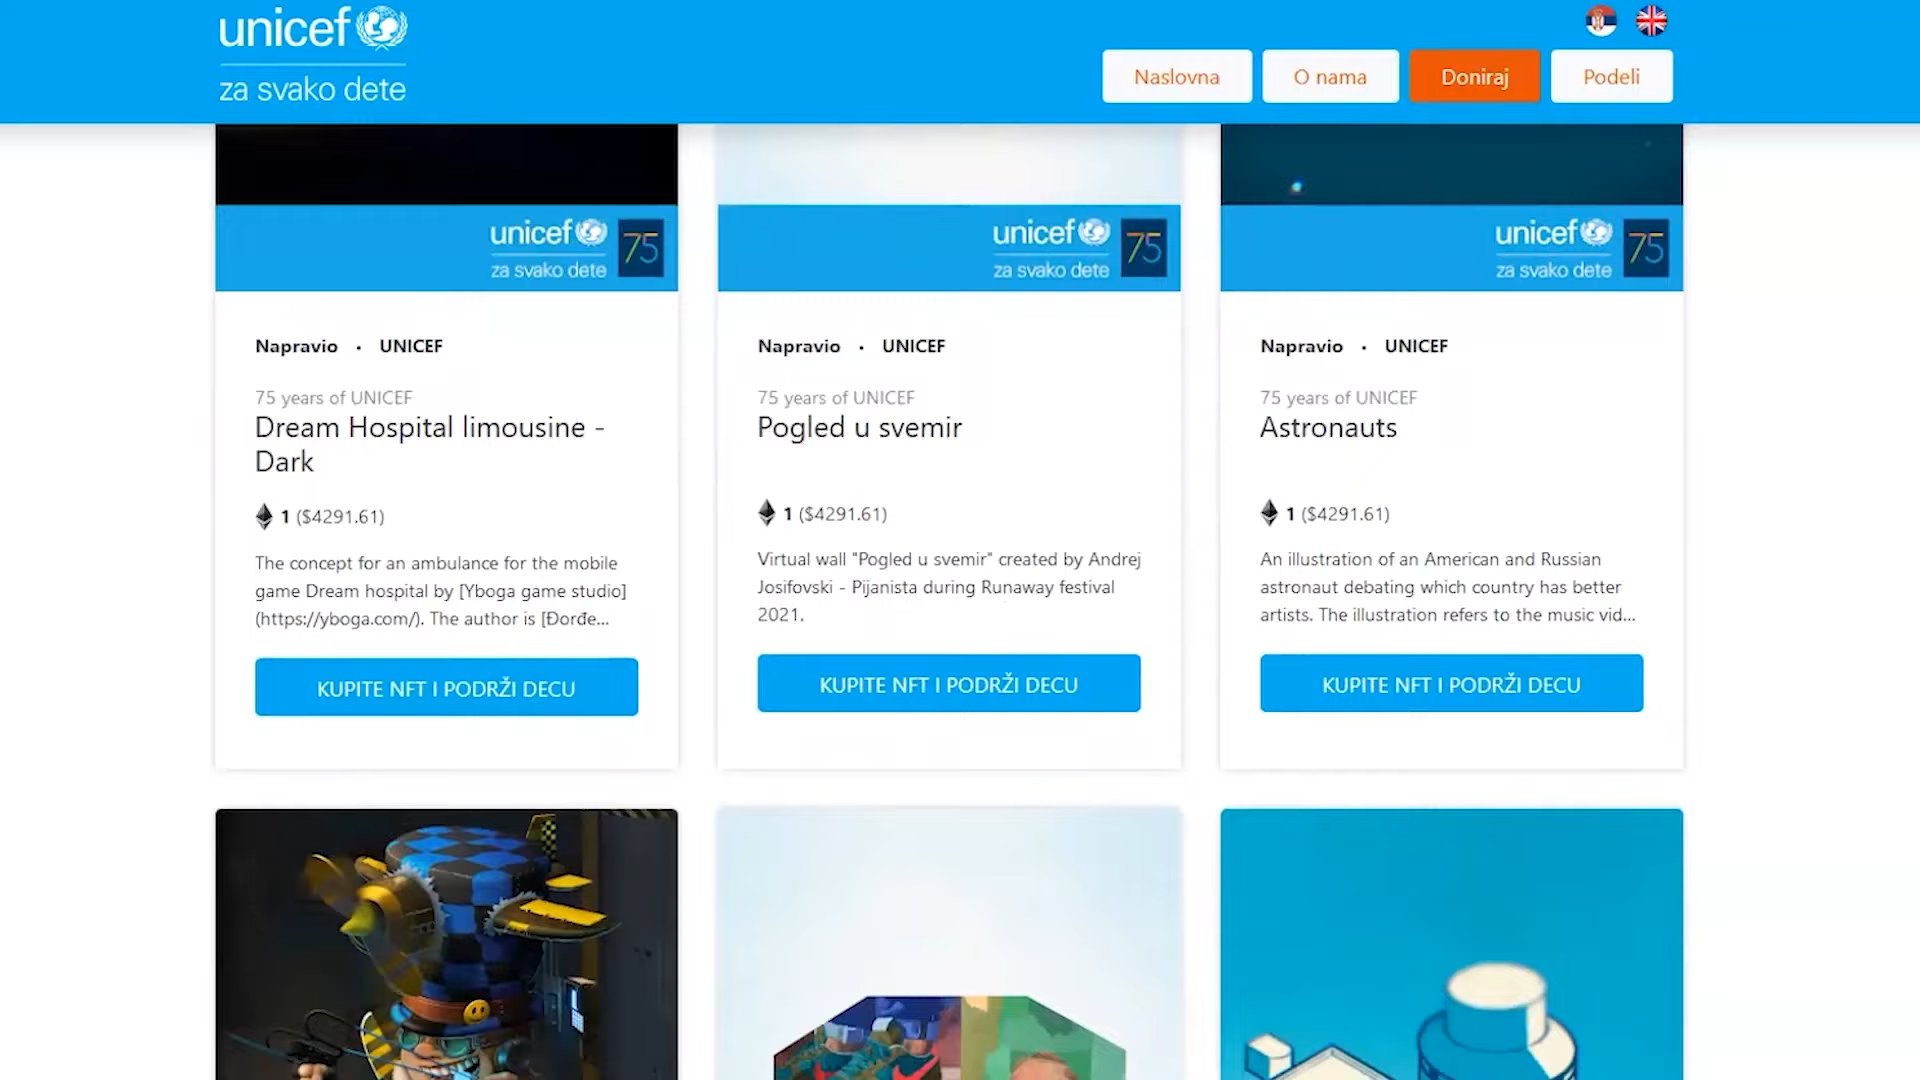 unicef
za svako dete
Naslovna
O nama
Doniraj
Podeli
unicef 75
za svako dete
Napravio • UNICEF
75 years of UNICEF
Dream Hospital limousine -
Dark
1 ($4291.61)
The concept for an ambulance for the mobile
game Dream hospital by [Yboga game studio]
(https://yboga.com/). The author is [Đorđe...
KUPITE NFT I PODRŽI DECU
unicef 75
za svako dete
Napravio • UNICEF
75 years of UNICEF
Pogled u svemir
1 ($4291.61)
Virtual wall "Pogled u svemir" created by Andrej
Josifovski - Pijanista during Runaway festival
2021.
KUPITE NFT I PODRŽI DECU
unicef 75
za svako dete
Napravio • UNICEF
75 years of UNICEF
Astronauts
1 ($4291.61)
An illustration of an American and Russian
astronaut debating which country has better
artists. The illustration refers to the music vid...
KUPITE NFT I PODRŽI DECU